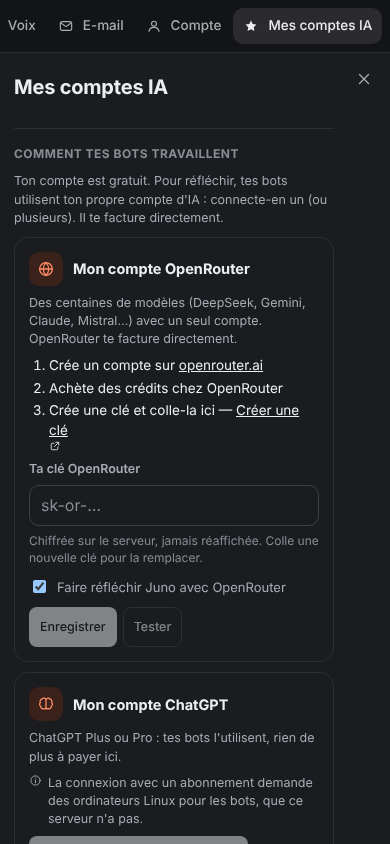 Voix E-mail Compte Mes comptes IA
Mes comptes IA
COMMENT TES BOTS TRAVAILLENT
Ton compte est gratuit. Pour réfléchir, tes bots
utilisent ton propre compte d'IA : connecte-en un (ou
plusieurs). Il te facture directement.
Mon compte OpenRouter
Des centaines de modèles (DeepSeek, Gemini,
Claude, Mistral…) avec un seul compte.
OpenRouter te facture directement.
1. Crée un compte sur openrouter.ai
2. Achète des crédits chez OpenRouter
3. Crée une clé et colle-la ici — Créer une
clé
Ta clé OpenRouter
sk-or-...
Chiffrée sur le serveur, jamais réaffichée. Colle une
nouvelle clé pour la remplacer.
Faire réfléchir Juno avec OpenRouter
Enregistrer Tester
Mon compte ChatGPT
ChatGPT Plus ou Pro : tes bots l'utilisent, rien de
plus à payer ici.
La connexion avec un abonnement demande
des ordinateurs Linux pour les bots, que ce
serveur n'a pas.